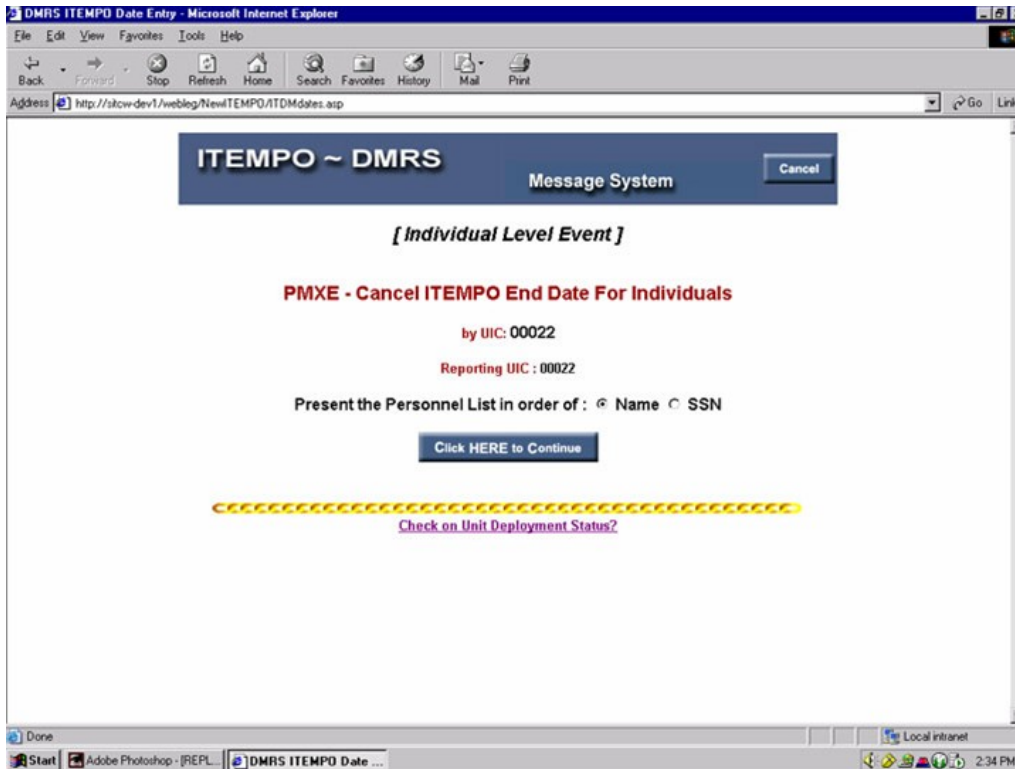 DMRS ITEMPO Date Entry - Microsoft Internet Explorer
File Edit View Favorites Tools Help
Back Forward Stop Refresh Home Search Favorites History Mail Print
Address http://sitcw-dev1/webleg/NewITEMPO/ITDMdates.asp Go Link
ITEMPO ~ DMRS
Message System
Cancel
[ Individual Level Event ]
PMXE - Cancel ITEMPO End Date For Individuals
by UIC: 00022
Reporting UIC : 00022
Present the Personnel List in order of : Name SSN
Click HERE to Continue
Check on Unit Deployment Status?
Done Local intranet
Start Adobe Photoshop - [REPL... DMRS ITEMPO Date ... 2:34 PM